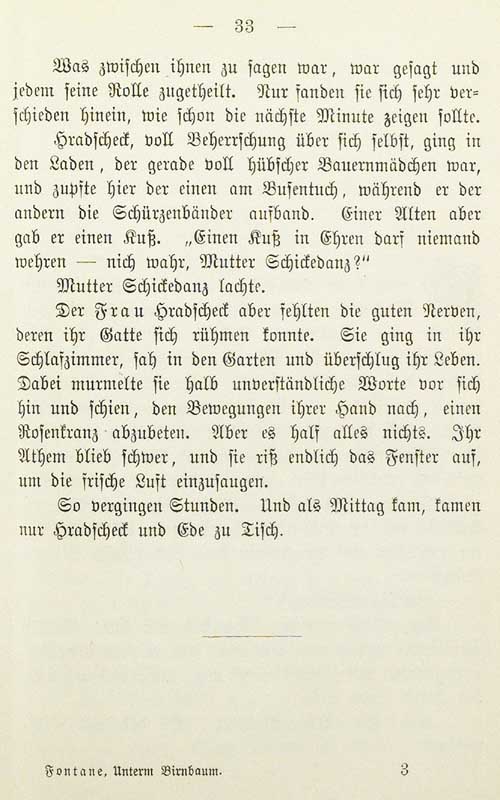 — 33 —
Was zwischen ihnen zu sagen war, war gesagt und
jedem seine Rolle zugetheilt. Nur fanden sie sich sehr ver-
schieden hinein, wie schon die nächste Minute zeigen sollte.
Hradscheck, voll Beherrschung über sich selbst, ging in
den Laden, der gerade voll hübscher Bauernmädchen war,
und zupfte hier der einen am Busentuch, während er der
andern die Schürzenbänder aufband. Einer Alten aber
gab er einen Kuß. „Einen Kuß in Ehren darf niemand
wehren — nich wahr, Mutter Schickedanz?“
Mutter Schickedanz lachte.
Der Frau Hradscheck aber fehlten die guten Nerven,
deren ihr Gatte sich rühmen konnte. Sie ging in ihr
Schlafzimmer, sah in den Garten und überschlug ihr Leben.
Dabei murmelte sie halb unverständliche Worte vor sich
hin und schien, den Bewegungen ihrer Hand nach, einen
Rosenkranz abzubeten. Aber es half alles nichts. Ihr
Athem blieb schwer, und sie riß endlich das Fenster auf,
um die frische Luft einzusaugen.
So vergingen Stunden. Und als Mittag kam, kamen
nur Hradscheck und Ede zu Tisch.
Fontane, Unterm Birnbaum. 3